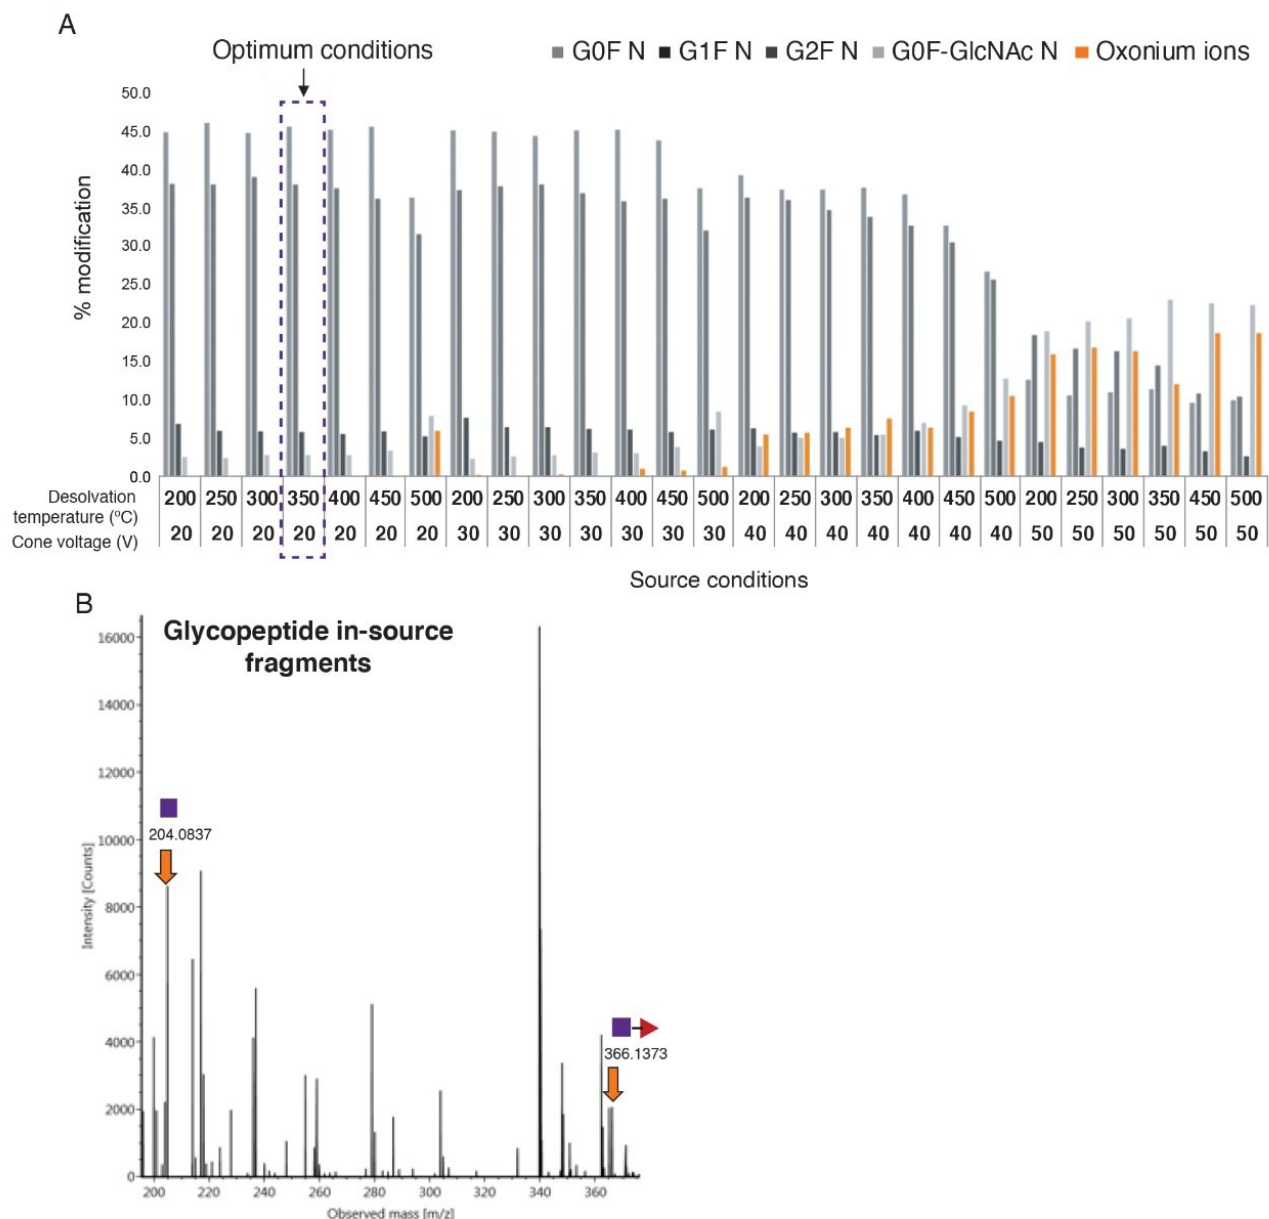 A
Optimum conditions
G0F N G1F N G2F N G0F-GlcNAc N Oxonium ions
% modification
50.0
45.0
40.0
35.0
30.0
25.0
20.0
15.0
10.0
5.0
0.0
Desolvation temperature (ºC) 200 250 300 350 400 450 500 200 250 300 350 400 450 500 200 250 300 350 400 450 500 200 250 300 350 450 500
Cone voltage (V) 20 20 20 20 20 20 20 30 30 30 30 30 30 30 40 40 40 40 40 40 40 50 50 50 50 50 50
Source conditions
B
Glycopeptide in-source
fragments
Intensity [Counts]
16000
14000
12000
10000
8000
6000
4000
2000
0
204.0837
366.1373
200 220 240 260 280 300 320 340 360
Observed mass [m/z]